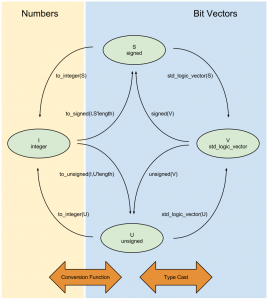 Numbers
Bit Vectors
S
signed
to_integer(S)
std_logic_vector(S)
to_signed(I,S'length)
signed(V)
I
integer
V
std_logic_vector
to_unsigned(I,U'length)
unsigned(V)
to_integer(U)
std_logic_vector(U)
U
unsigned
Conversion Function
Type Cast